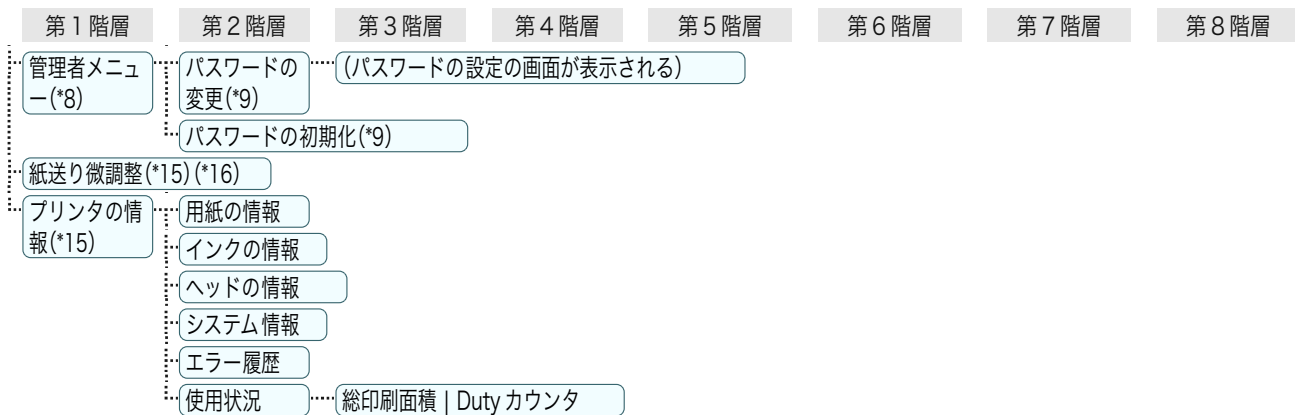 第1階層 第2階層 第3階層 第4階層 第5階層 第6階層 第7階層 第8階層
管理者メニュ パスワードの (パスワードの設定の画面が表示される)
ー(*8) 変更(*9)
パスワードの初期化(*9)
紙送り微調整(*15)(*16)
プリンタの情 用紙の情報
報(*15) インクの情報
ヘッドの情報
システム情報
エラー履歴
使用状況 総印刷面積 | Duty カウンタ